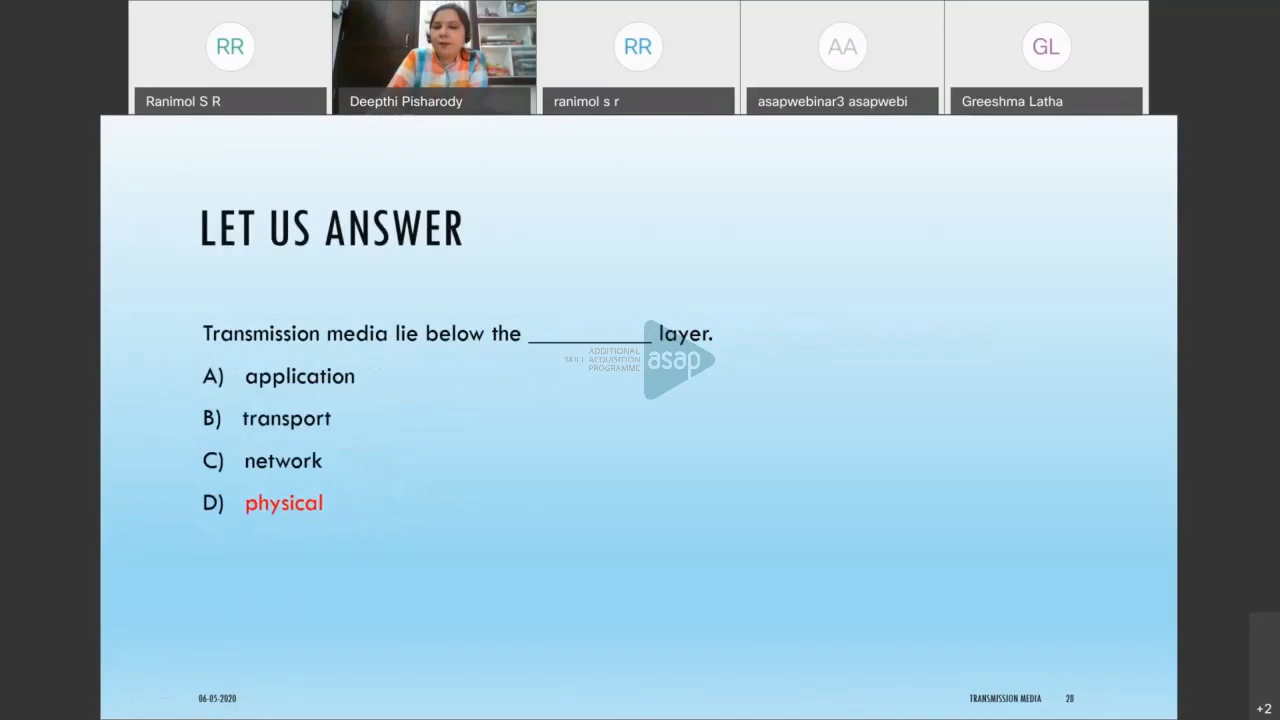 RR
RR
AA
GL
Ranimol S R
Deepthi Pisharody
ranimol s r
asapwebinar3 asapwebi
Greeshma Latha
LET US ANSWER
Transmission media lie below the ___________ layer.
ADDITIONAL
SKILL ACQUISITION
PROGRAMME
asap
A) application
B) transport
C) network
D) physical
06-05-2020
TRANSMISSION MEDIA
28
+2